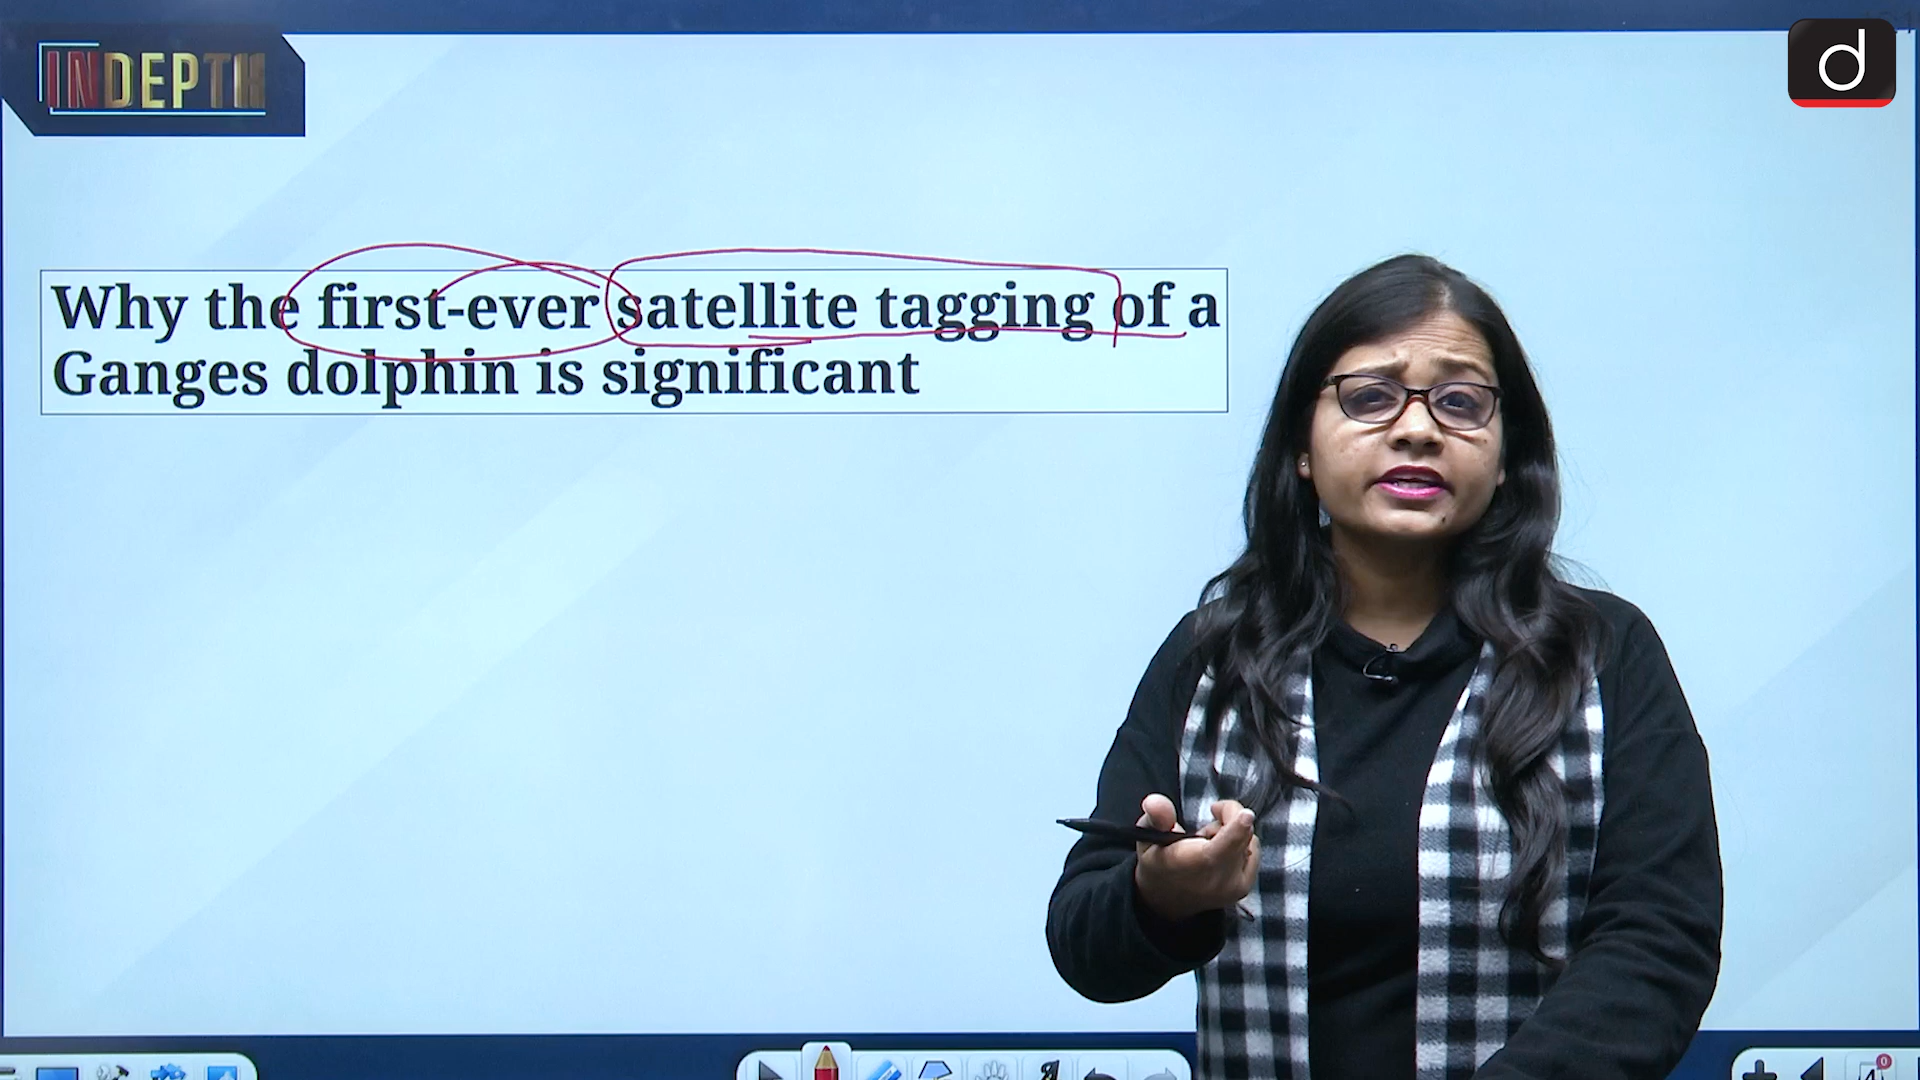 INDEPTH
d
Why the first-ever satellite tagging of a
Ganges dolphin is significant